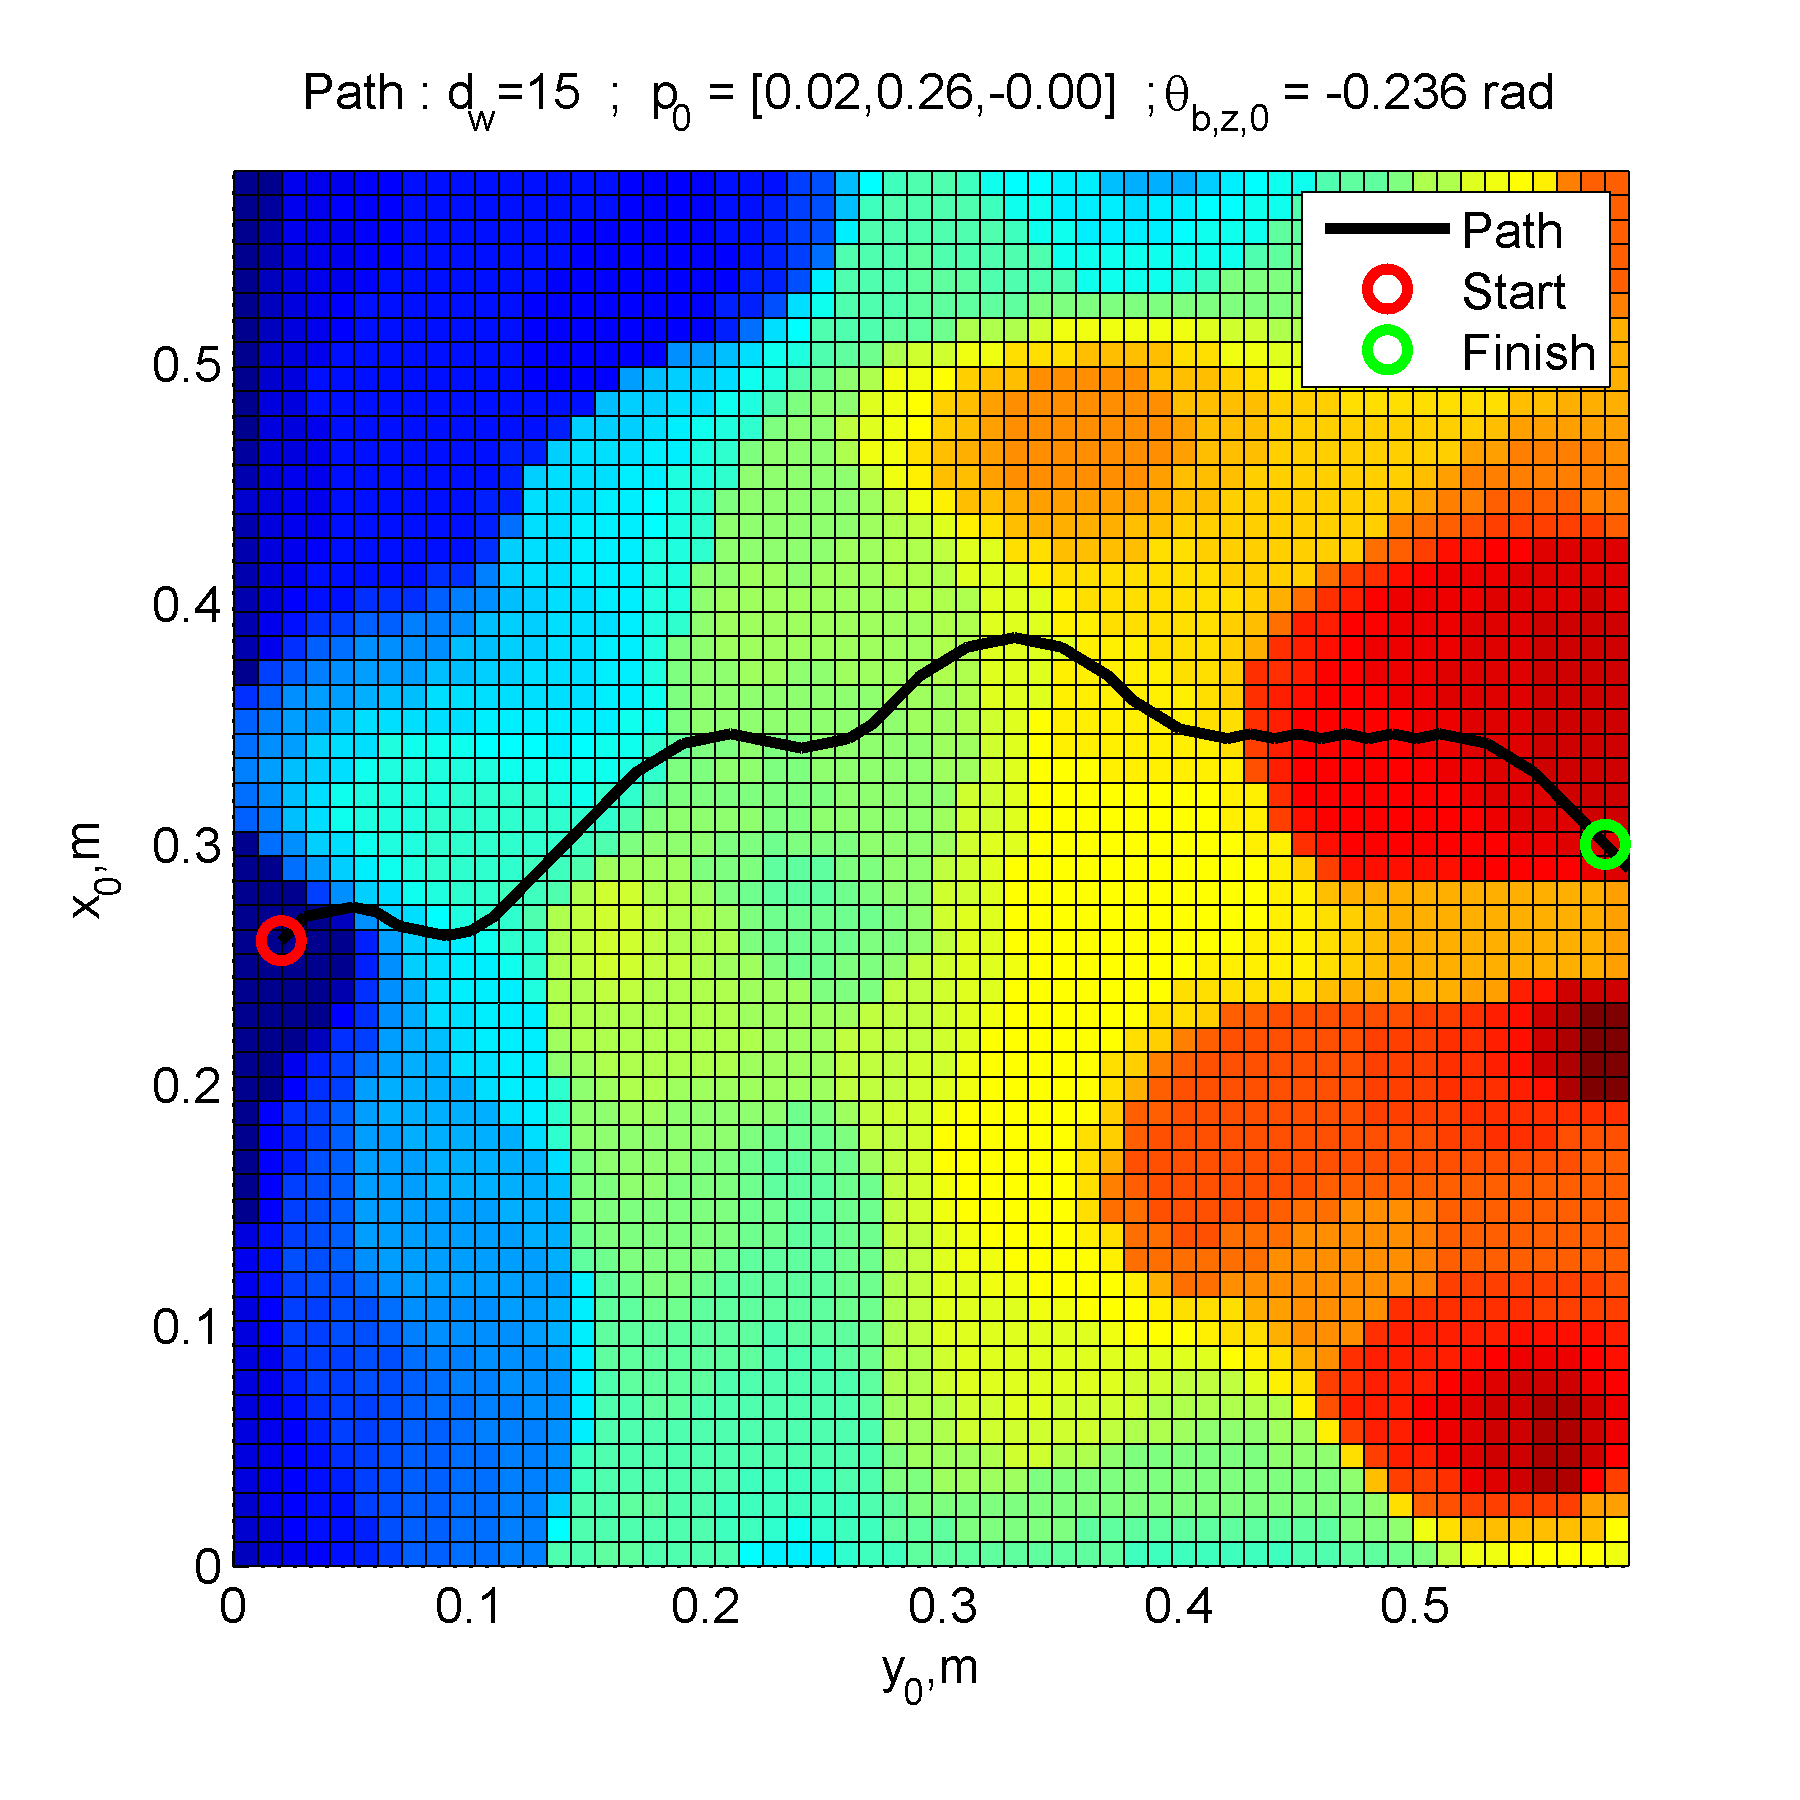 Path : d_w=15 ; p_0 = [0.02,0.26,-0.00] ; θ_b,z,0 = -0.236 rad
Path
Start
Finish
0.5
0.4
0.3
0.2
0.1
0
x_0,m
0 0.1 0.2 0.3 0.4 0.5
y_0,m